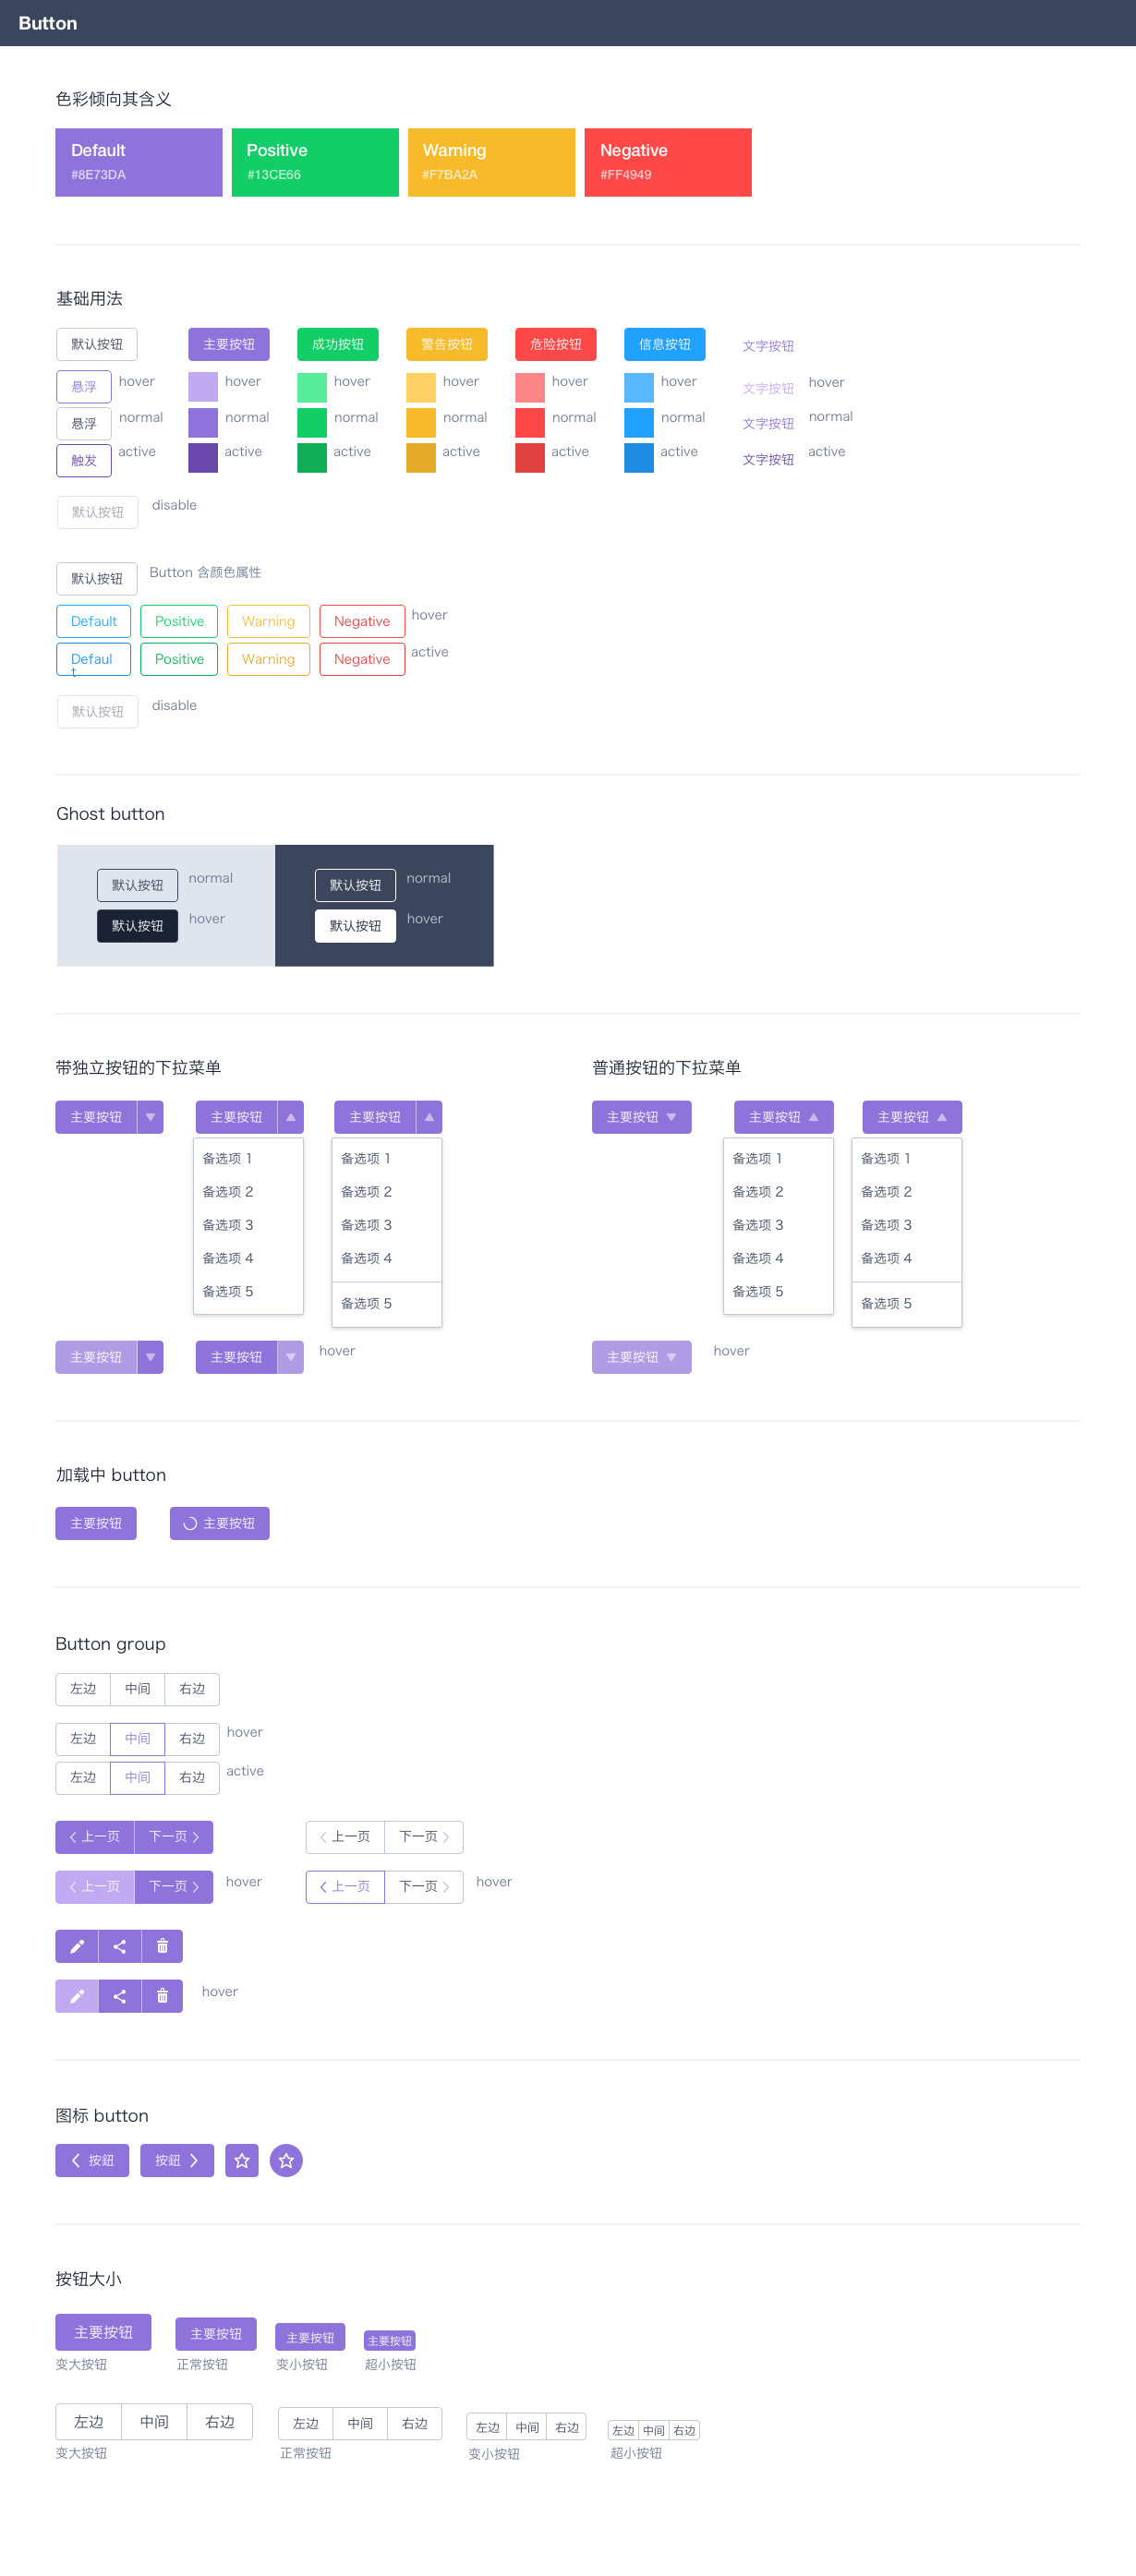 Button
色彩倾向其含义
Default Positive Warning Negative
#8E73DA #13CE66 #F7BA2A #FF4949
基础用法
默认按钮 主要按钮 成功按钮 警告按钮 危险按钮 信息按钮 文字按钮
悬浮 hover hover hover hover hover hover 文字按钮 hover
悬浮 normal normal normal normal normal normal 文字按钮 normal
触发 active active active active active active 文字按钮 active
默认按钮 disable
默认按钮 Button 含颜色属性
Default Positive Warning Negative hover
Defaul Positive Warning Negative active
t
默认按钮 disable
Ghost button
默认按钮 normal 默认按钮 normal
默认按钮 hover 默认按钮 hover
带独立按钮的下拉菜单 普通按钮的下拉菜单
主要按钮 主要按钮 主要按钮 主要按钮 主要按钮 主要按钮
备选项 1 备选项 1 备选项 1 备选项 1
备选项 2 备选项 2 备选项 2 备选项 2
备选项 3 备选项 3 备选项 3 备选项 3
备选项 4 备选项 4 备选项 4 备选项 4
备选项 5 备选项 5 备选项 5 备选项 5
主要按钮 主要按钮 hover 主要按钮 hover
加载中 button
主要按钮 主要按钮
Button group
左边 中间 右边
左边 中间 右边 hover
左边 中间 右边 active
上一页 下一页 上一页 下一页
上一页 下一页 hover 上一页 下一页 hover
hover
图标 button
按鈕 按鈕
按钮大小
主要按钮 主要按钮 主要按钮 主要按钮
变大按钮 正常按钮 变小按钮 超小按钮
左边 中间 右边 左边 中间 右边 左边 中间 右边 左边 中间 右边
变大按钮 正常按钮 变小按钮 超小按钮